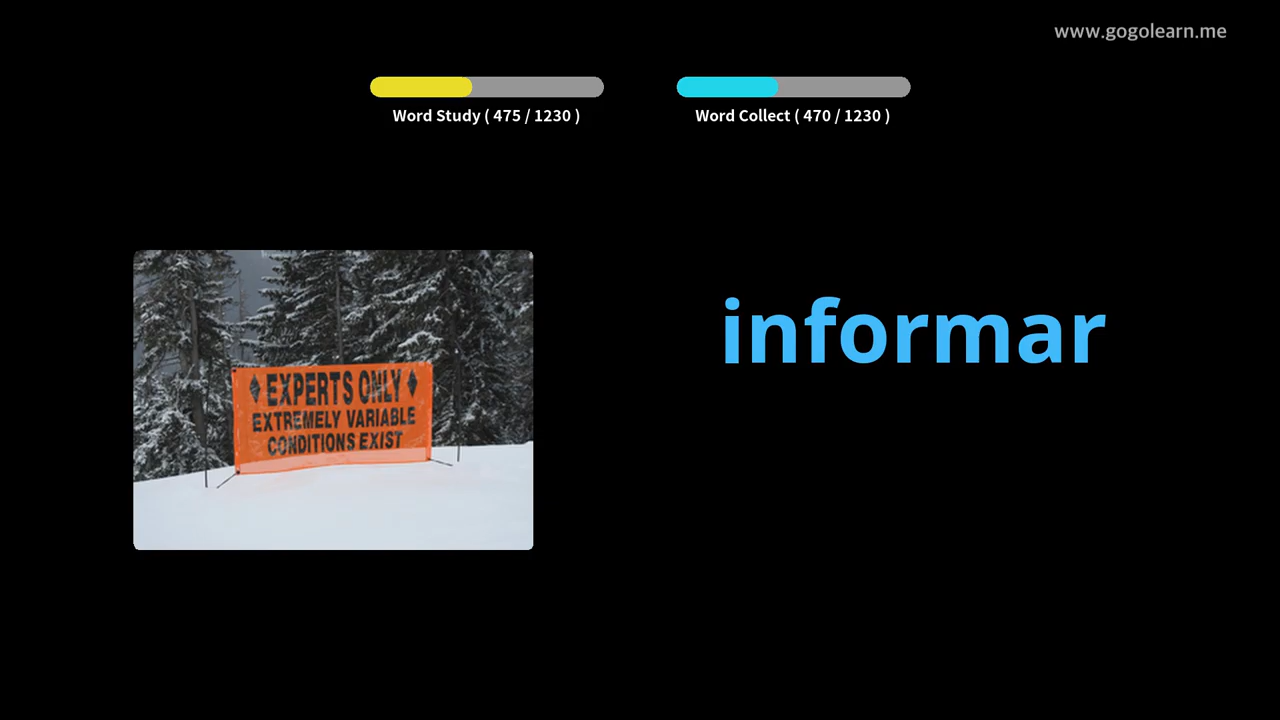 www.gogolearn.me
Word Study ( 475 / 1230 )
Word Collect ( 470 / 1230 )
informar
EXPERTS ONLY
EXTREMELY VARIABLE
CONDITIONS EXIST